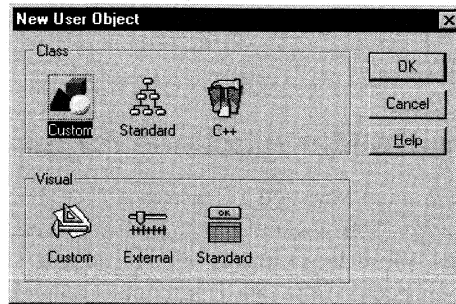 New User Object
Class
OK
Custom
Standard
C++
Cancel
Help
Visual
Custom
External
OK
Standard